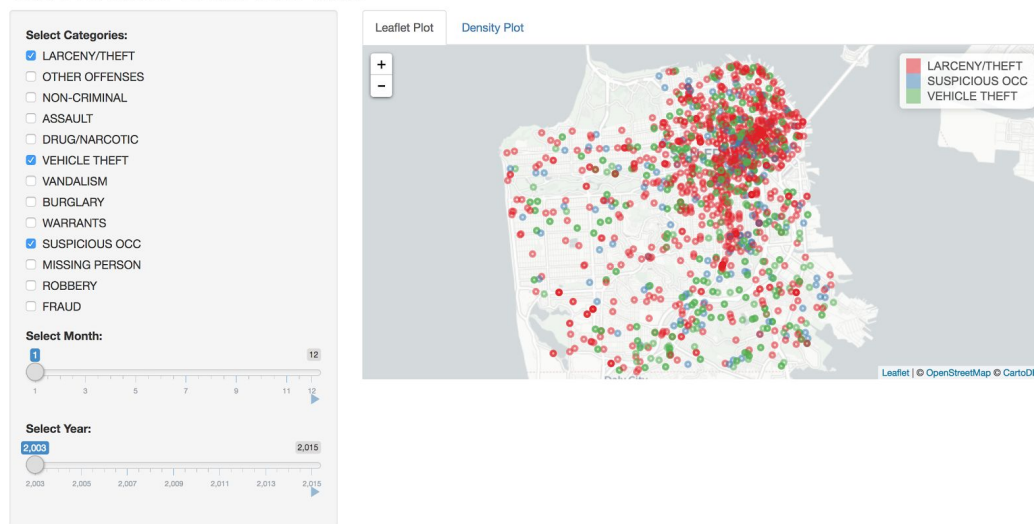 Select Categories:
LARCENY/THEFT
OTHER OFFENSES
NON-CRIMINAL
ASSAULT
DRUG/NARCOTIC
VEHICLE THEFT
VANDALISM
BURGLARY
WARRANTS
SUSPICIOUS OCC
MISSING PERSON
ROBBERY
FRAUD
Select Month:
1 12
1 3 5 7 9 11 12
Select Year:
2,003 2,015
2,003 2,005 2,007 2,009 2,011 2,013 2,015
Leaflet Plot Density Plot
+
−
LARCENY/THEFT
SUSPICIOUS OCC
VEHICLE THEFT
Daly City
Leaflet | © OpenStreetMap © CartoD